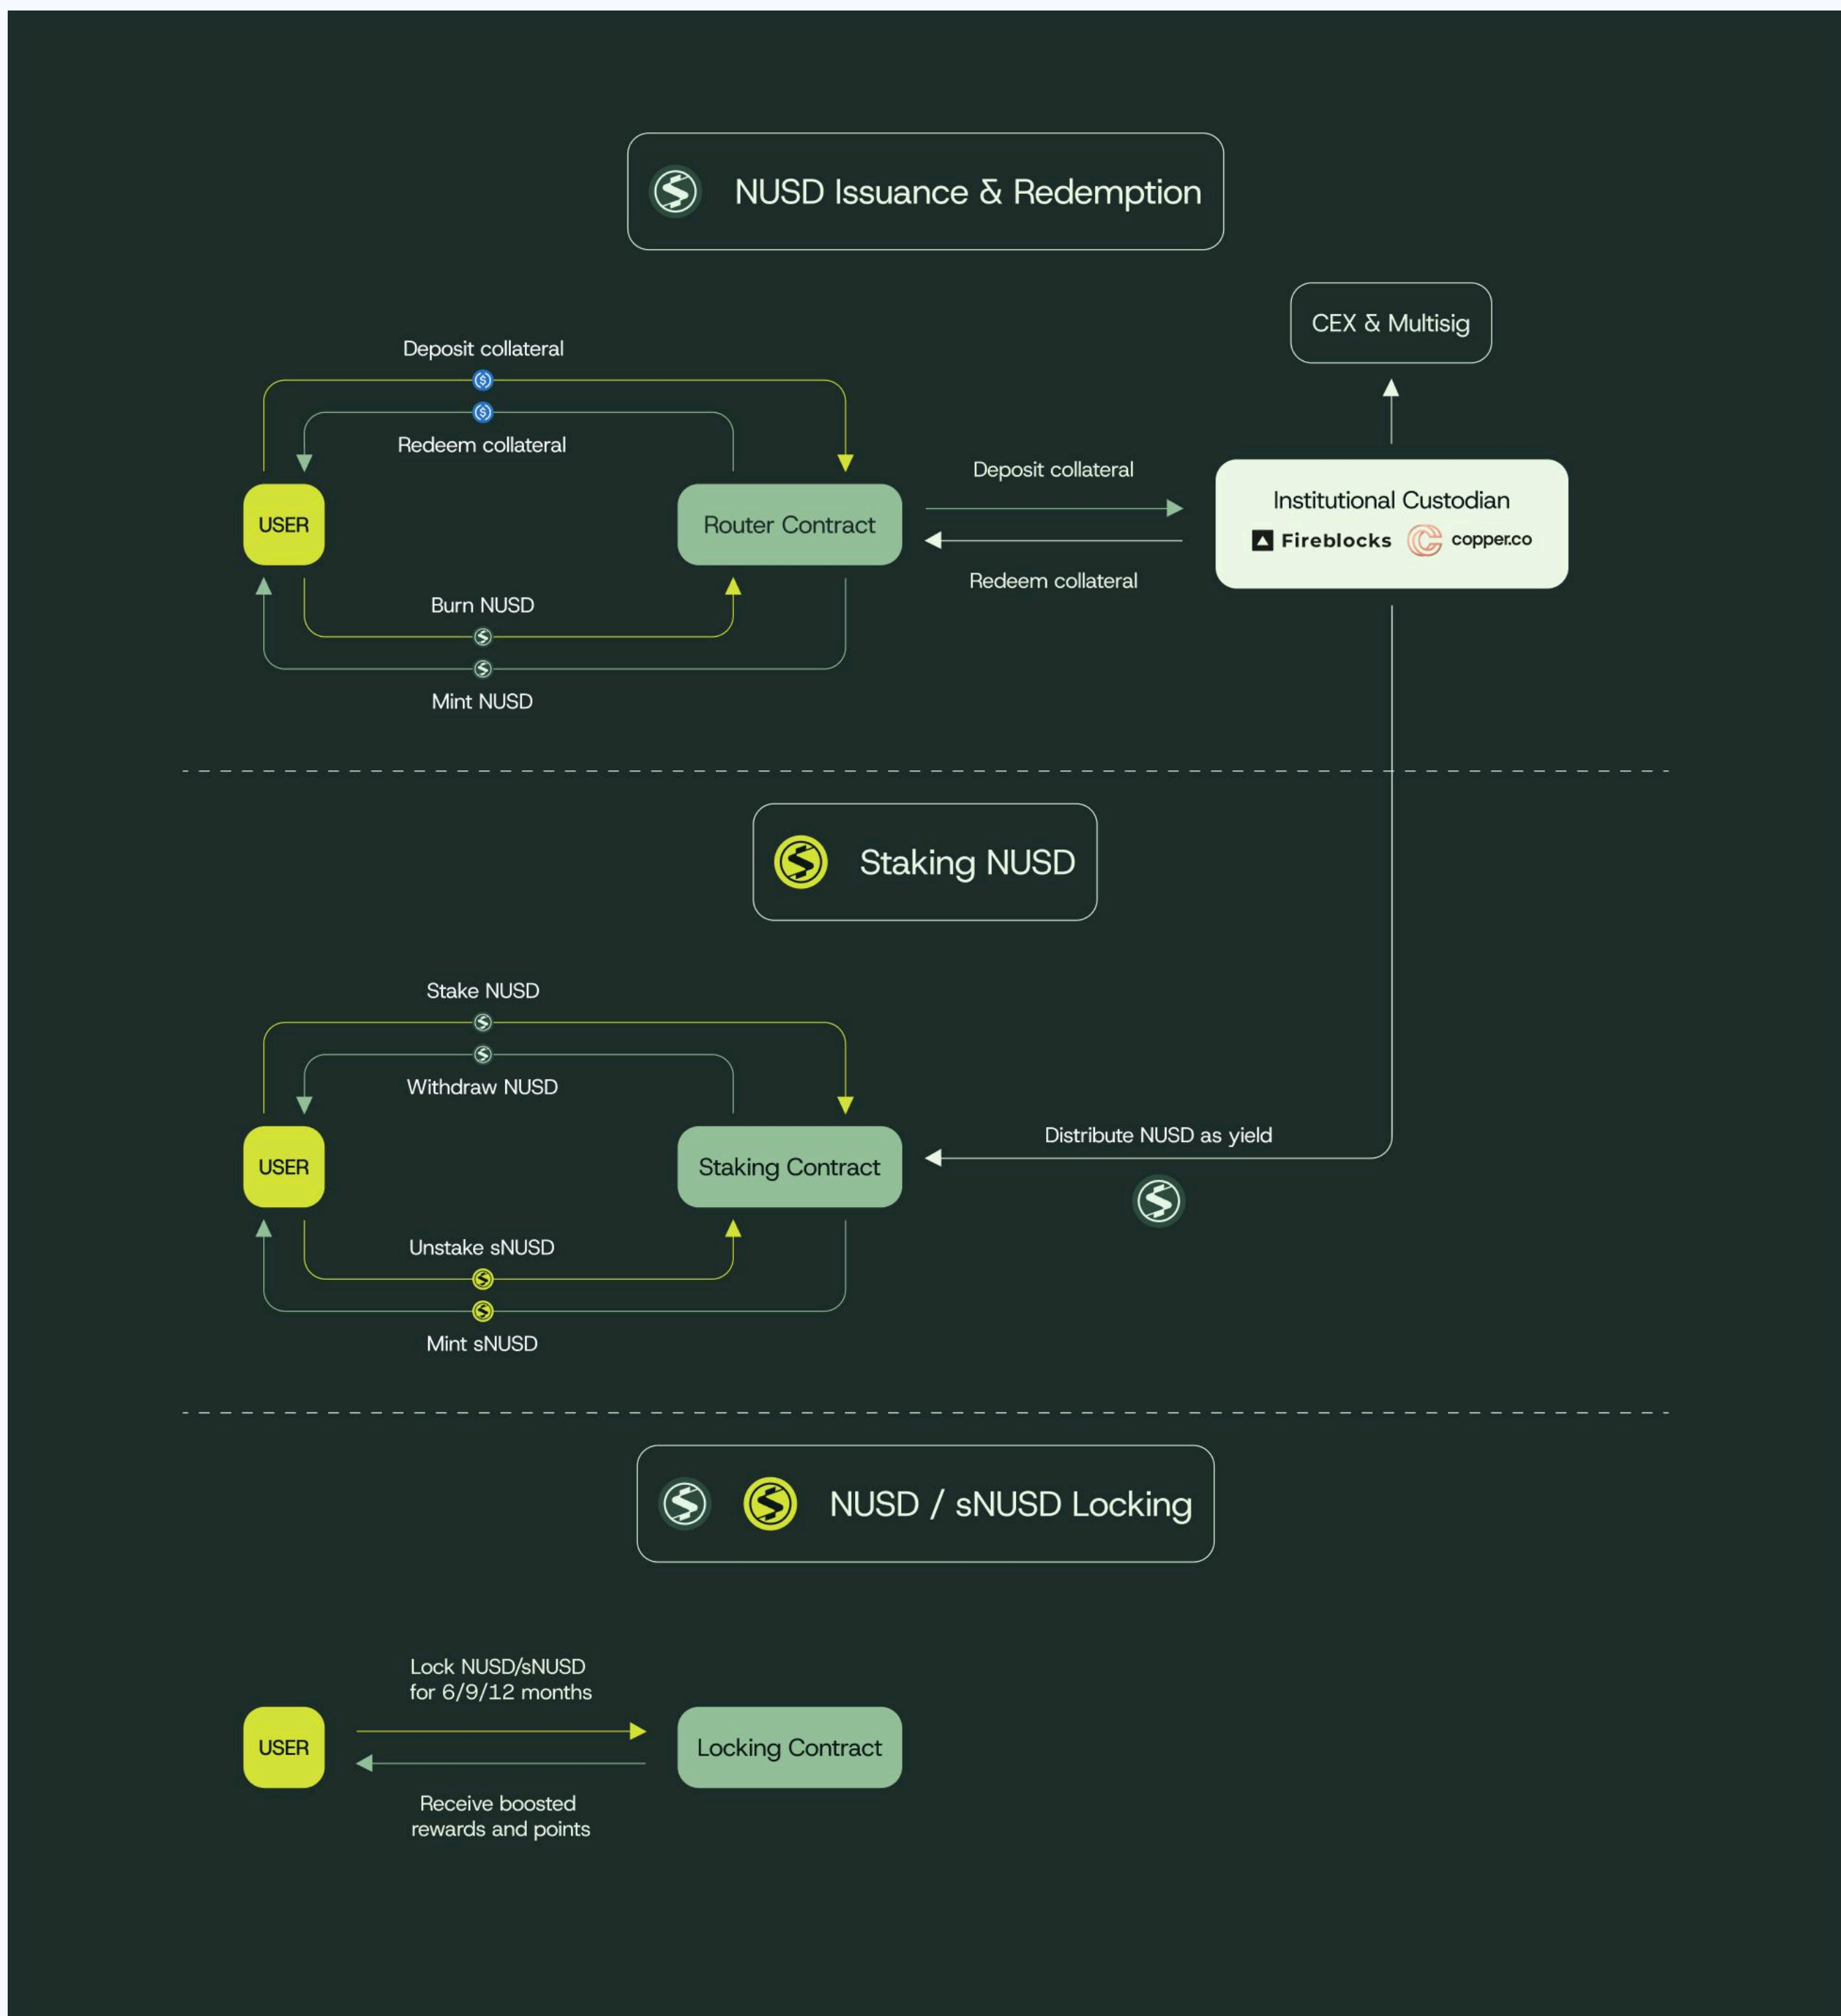 NUSD Issuance & Redemption
CEX & Multisig
Deposit collateral
Redeem collateral
USER
Router Contract
Deposit collateral
Redeem collateral
Institutional Custodian
Fireblocks copper.co
Burn NUSD
Mint NUSD
Staking NUSD
Stake NUSD
Withdraw NUSD
USER
Staking Contract
Distribute NUSD as yield
Unstake sNUSD
Mint sNUSD
NUSD / sNUSD Locking
Lock NUSD/sNUSD
for 6/9/12 months
USER
Locking Contract
Receive boosted
rewards and points